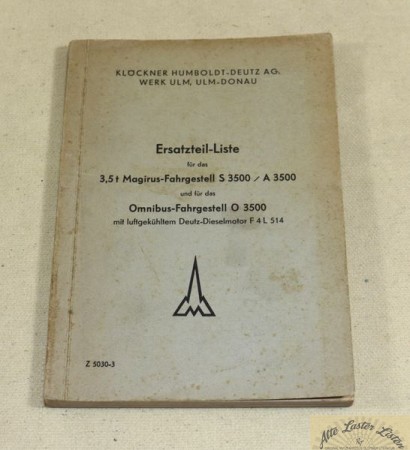 KLÖCKNER HUMBOLDT-DEUTZ AG.
WERK ULM, ULM-DONAU
Ersatzteil-Liste
für das
3,5 t Magirus-Fahrgestell S 3500 / A 3500
und für das
Omnibus-Fahrgestell O 3500
mit luftgekühltem Deutz-Dieselmotor F 4 L 514
Z 5030-3
Alte Laster Listen